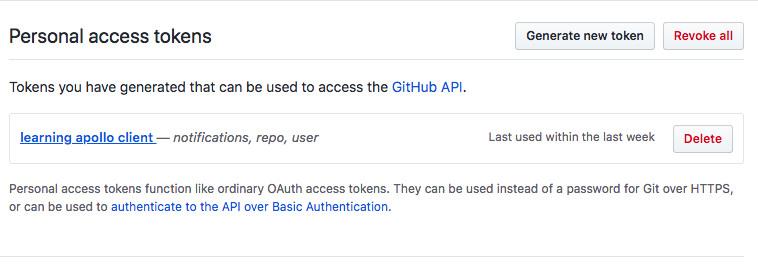 Personal access tokens
Generate new token
Revoke all
Tokens you have generated that can be used to access the GitHub API.
learning apollo client — notifications, repo, user
Last used within the last week
Delete
Personal access tokens function like ordinary OAuth access tokens. They can be used instead of a password for Git over HTTPS,
or can be used to authenticate to the API over Basic Authentication.